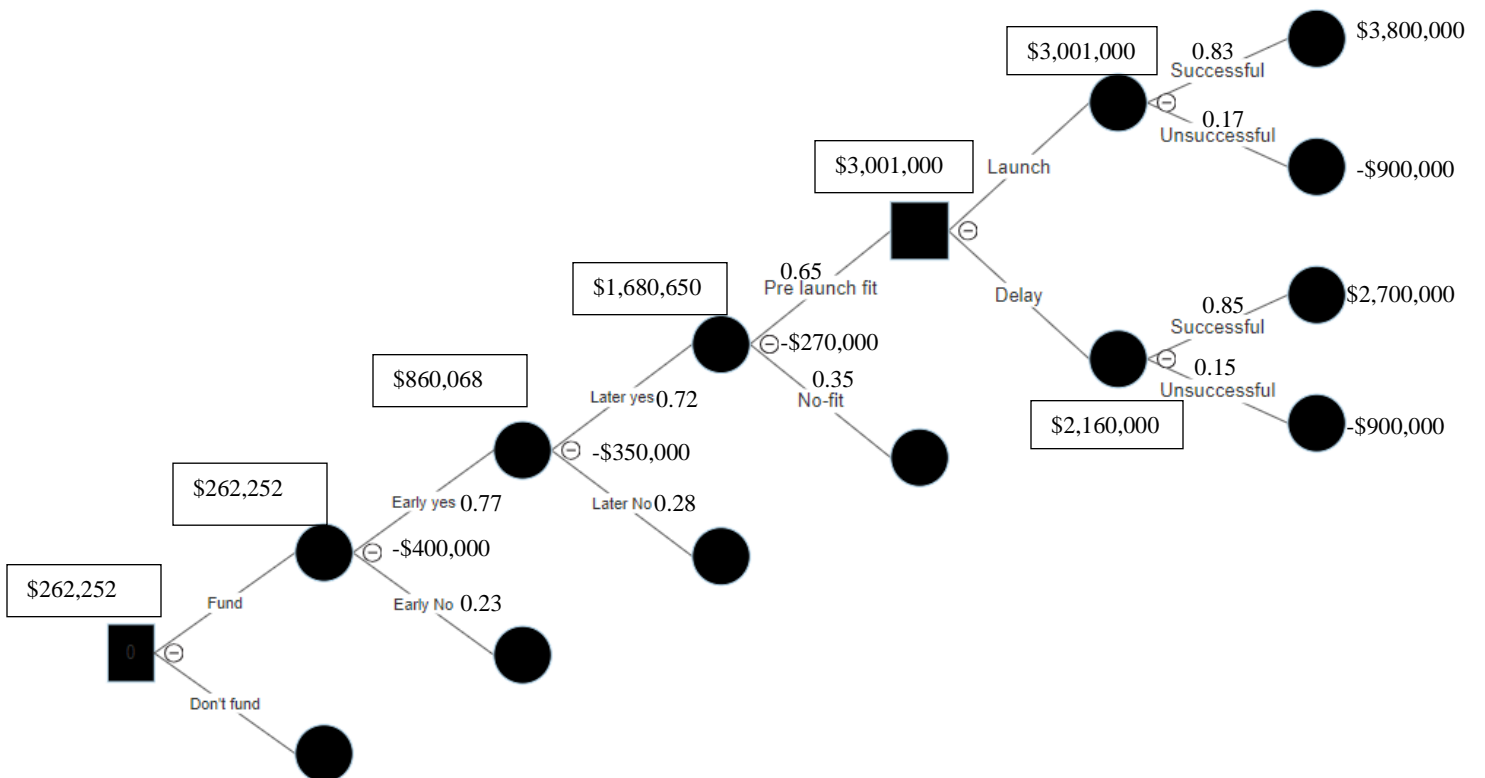 $3,800,000
$3,001,000
0.83
Successful
0.17
Unsuccessful
-$900,000
$3,001,000
Launch
0.65
Pre launch fit
$1,680,650
Delay
$2,700,000
0.85
Successful
-$270,000
0.35
No-fit
0.15
Unsuccessful
$2,160,000
-$900,000
$860,068
Later yes 0.72
-$350,000
$262,252
Early yes 0.77
Later No 0.28
-$400,000
$262,252
Fund
Early No 0.23
0
Don't fund